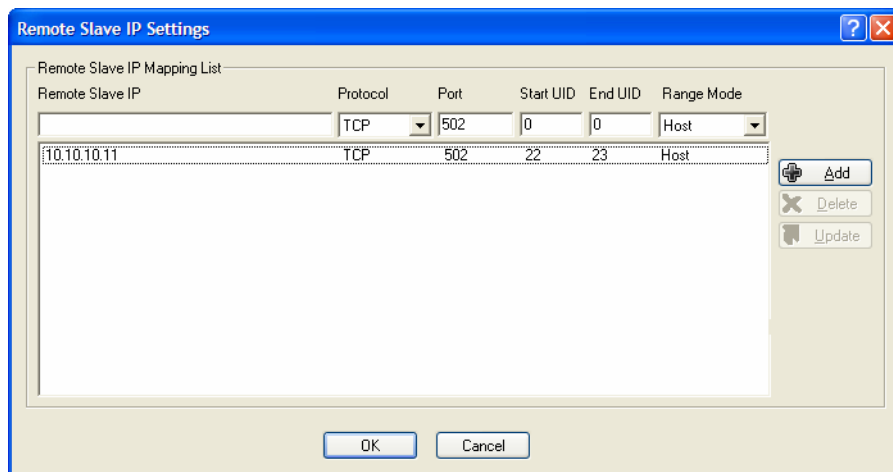 Remote Slave IP Settings
Remote Slave IP Mapping List
Remote Slave IP Protocol Port Start UID End UID Range Mode
TCP 502 0 0 Host
10.10.10.11 TCP 502 22 23 Host
Add
Delete
Update
OK Cancel